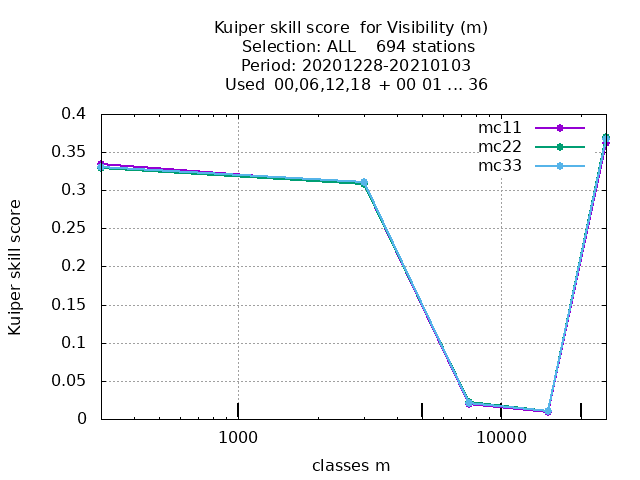 Kuiper skill score  for Visibility (m)
Selection: ALL    694 stations
Period: 20201228-20210103
Used  00,06,12,18  + 00 01 ... 36
mc11
mc22
mc33
0.4
0.35
0.3
0.25
0.2
0.15
0.1
0.05
0
Kuiper skill score
1000
10000
classes m